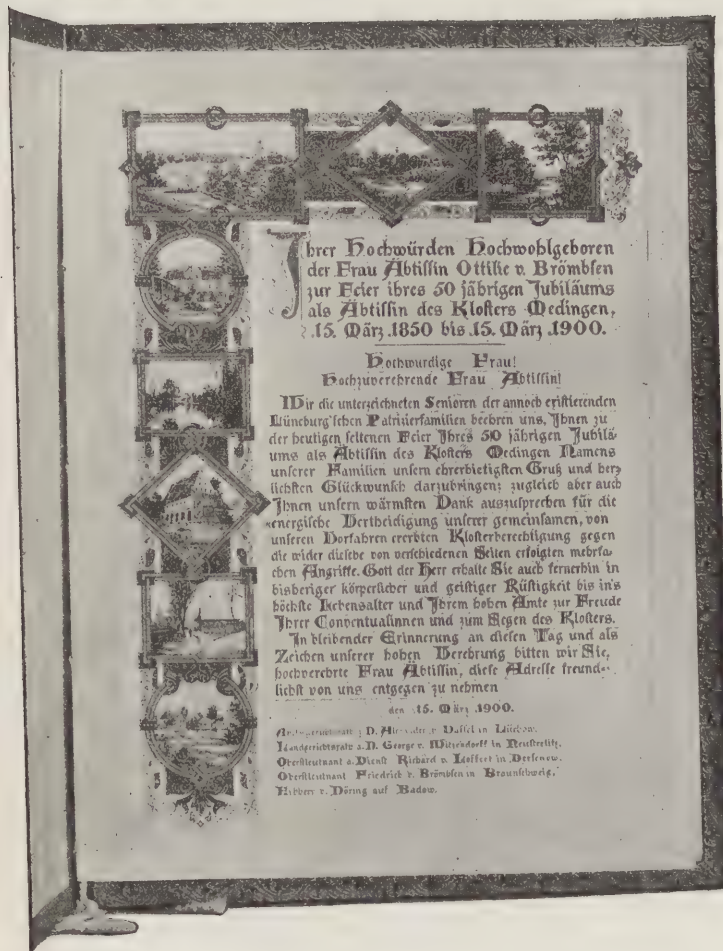 Ihrer Hochwürden Hochwohlgeboren
der Frau Äbtissin Ottilie v. Brömbsen
zur Feier ihres 50 jährigen Jubiläums
als Äbtissin des Klosters Medingen,
15. März 1850 bis 15. März 1900.
Hochwürdige Frau!
Hochzuverehrende Frau Äbtissin!
Wir die unterzeichneten Senioren der annoch existirenden
Lüneburg'schen Patrizierfamilien beehren uns, Ihnen zu
der heutigen seltenen Feier Ihres 50 jährigen Jubilä-
ums als Äbtissin des Klosters Medingen Namens
unserer Familien unsern ehrerbietigsten Gruß und herz-
lichsten Glückwunsch darzubringen; zugleich aber auch
Ihnen unsern wärmsten Dank auszusprechen für die
energische Vertheidigung unserer gemeinsamen, von
unseren Vorfahren ererbten Klosterberechtigung gegen
die wider dieselbe von verschiedenen Seiten erfolgten mehrfa-
chen Angriffe. Gott der Herr erhalte Sie auch fernerhin in
bisheriger körperlicher und geistiger Rüstigkeit bis in's
höchste Lebensalter und Ihrem hohen Amte zur Freude
Ihrer Conventualinnen und zum Segen des Klosters.
In bleibender Erinnerung an diesen Tag und als
Zeichen unserer hohen Verehrung bitten wir Sie,
hochverehrte Frau Äbtissin, diese Adresse freund-
lichst von uns entgegen zu nehmen
den 15. März 1900.
z. D. v. Dassel in Lüchow.
Landgerichtsrath a. D. George v. Witzendorff in Neustrelitz.
Oberstleutnant a. Dienst Richard v. Laffert in Dersenow.
Oberstleutnant Friedrich v. Brömbsen in Braunschweig.
v. Döring auf Badow.